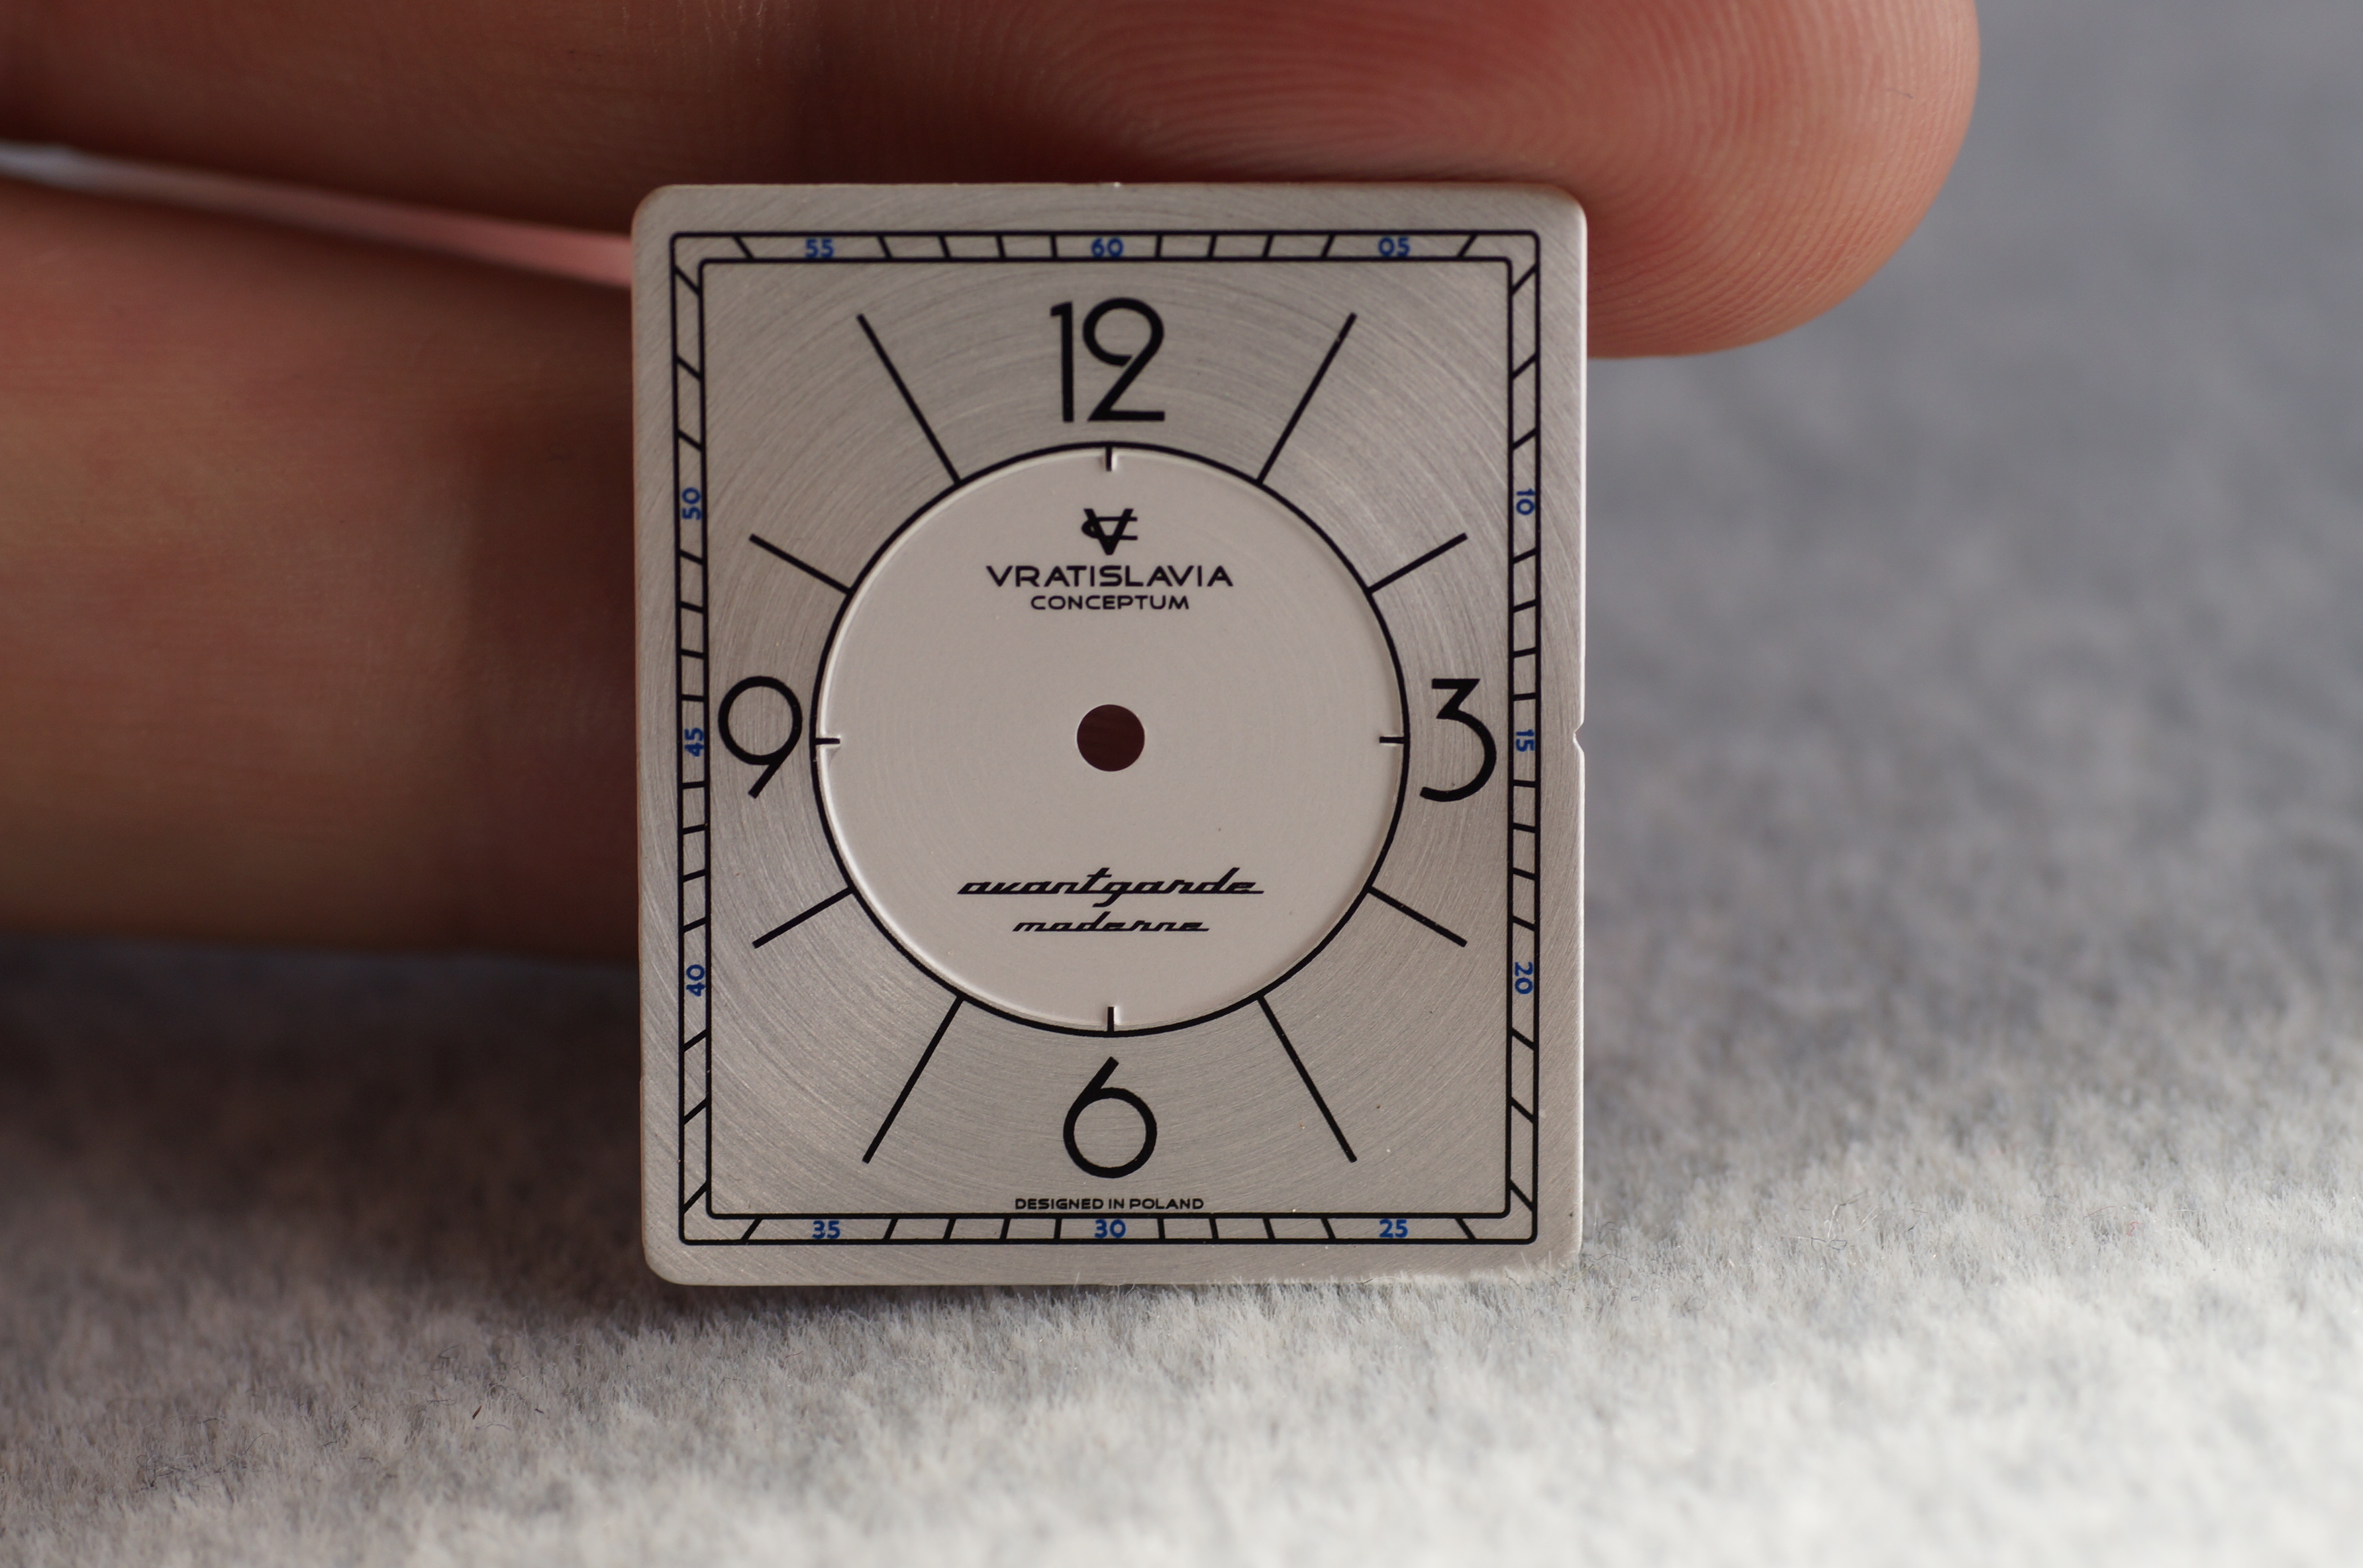 55 60 05
12
VRATISLAVIA
CONCEPTUM
50 10
9 3
45 15
avantgarde
moderne
40 20
6
DESIGNED IN POLAND
35 30 25